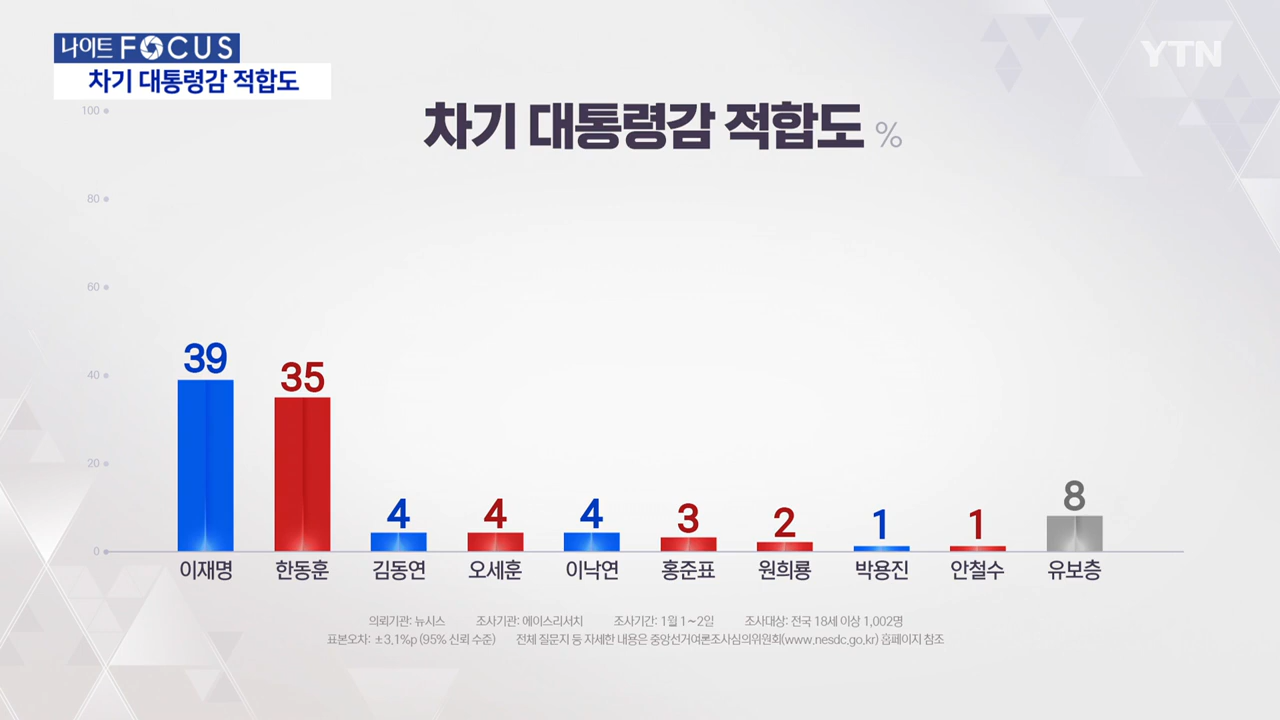 나이트 FOCUS
YTN
차기 대통령감 적합도
차기 대통령감 적합도 %
100
80
60
40
20
0
39
35
4
4
4
3
2
1
1
8
이재명
한동훈
김동연
오세훈
이낙연
홍준표
원희룡
박용진
안철수
유보층
의뢰기관: 뉴시스 조사기관: 에이스리서치 조사기간: 1월 1~2일 조사대상: 전국 18세 이상 1,002명
표본오차: ±3,1%p (95% 신뢰 수준) 전체 질문지 등 자세한 내용은 중앙선거여론조사심의위원회(www.nesdc.go.kr) 홈페이지 참조